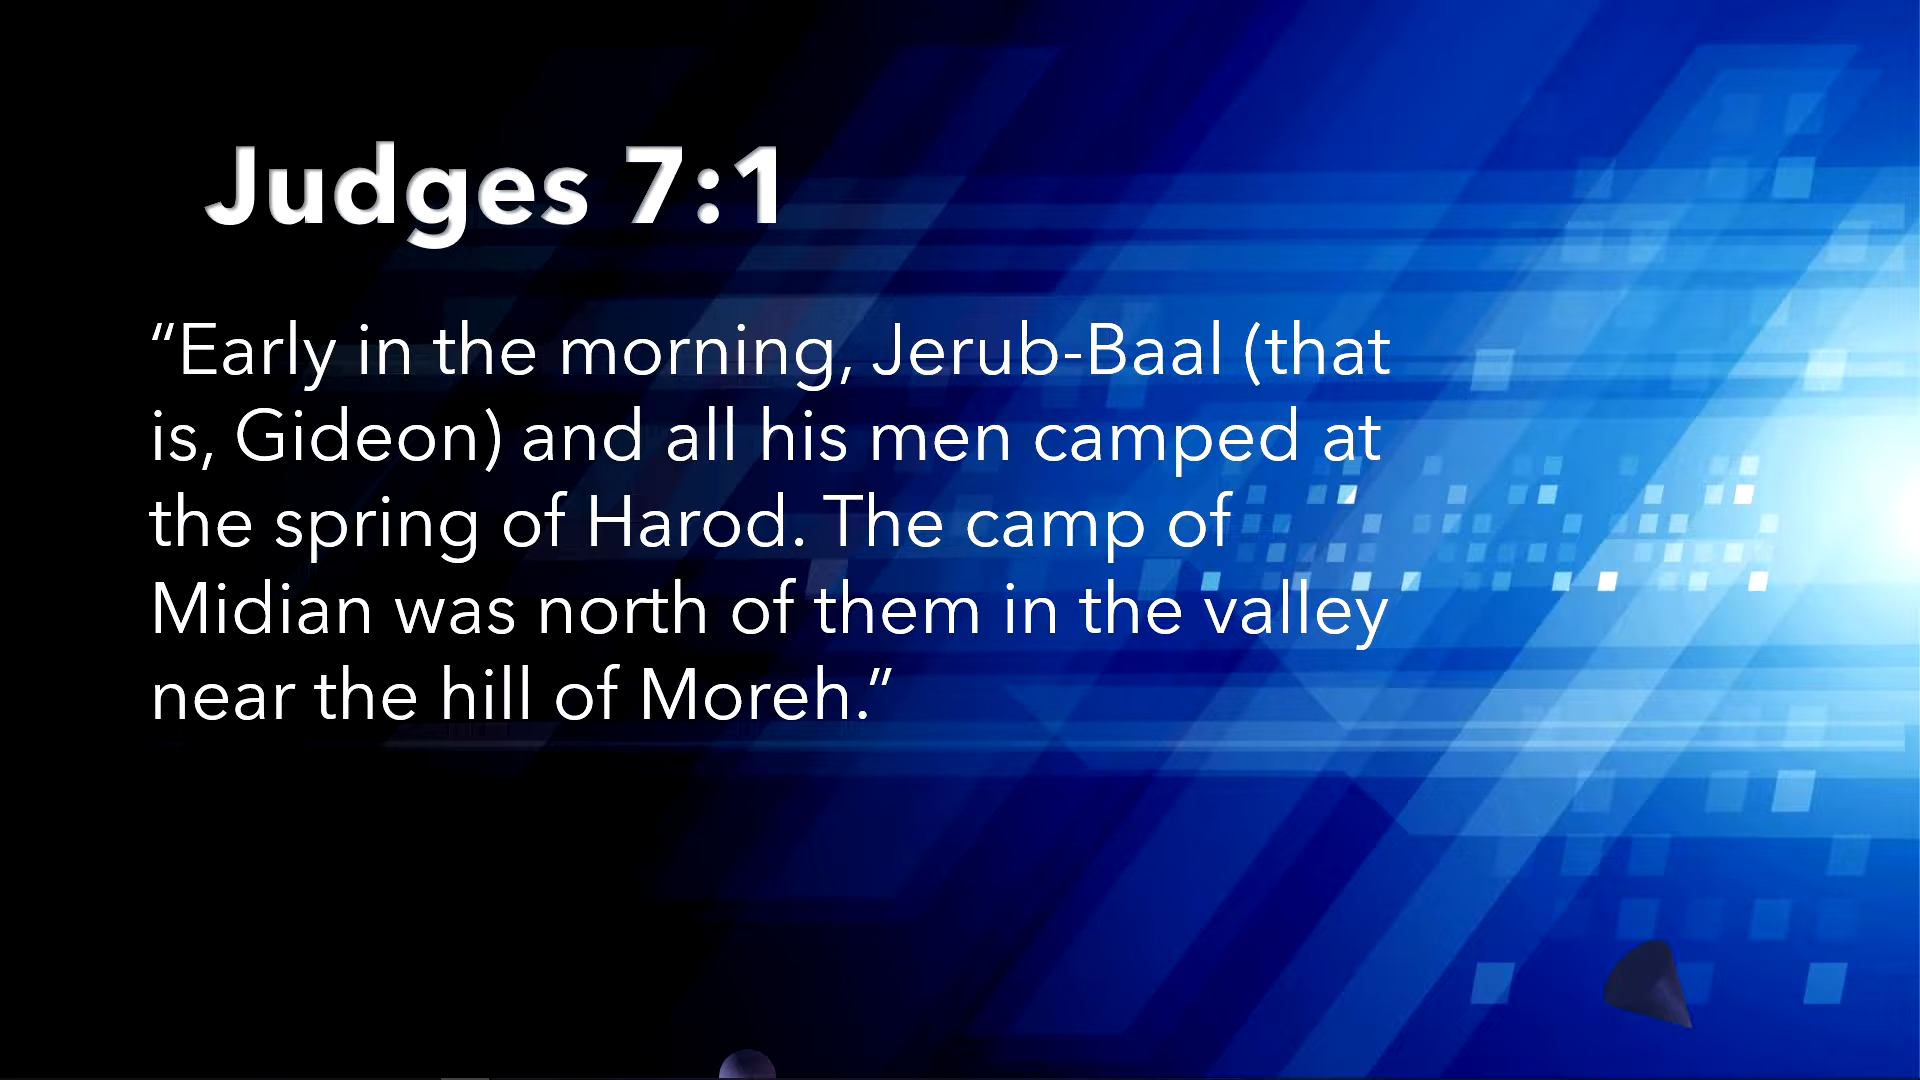 Judges 7:1
“Early in the morning, Jerub-Baal (that
is, Gideon) and all his men camped at
the spring of Harod. The camp of
Midian was north of them in the valley
near the hill of Moreh.”